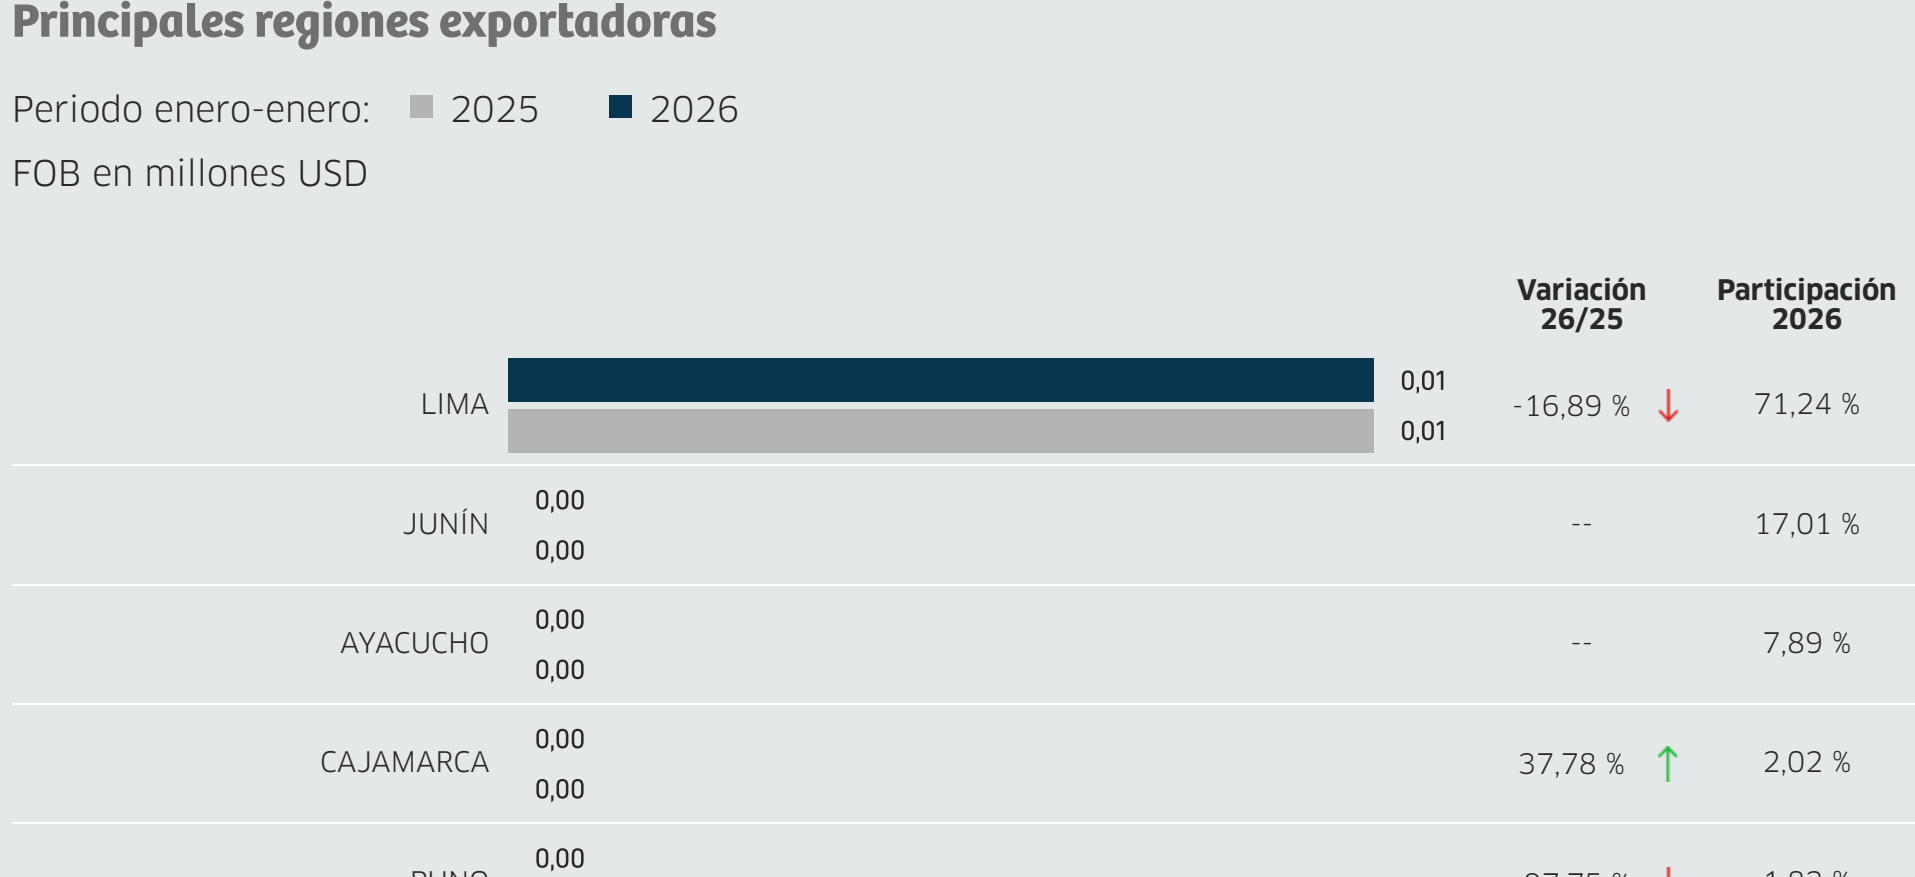 Principales regiones exportadoras
Periodo enero-enero: 2025 2026
FOB en millones USD
Variación 26/25 Participación 2026
LIMA 0,01 0,01 -16,89 % 71,24 %
JUNÍN 0,00 0,00 -- 17,01 %
AYACUCHO 0,00 0,00 -- 7,89 %
CAJAMARCA 0,00 0,00 37,78 % 2,02 %
0,00